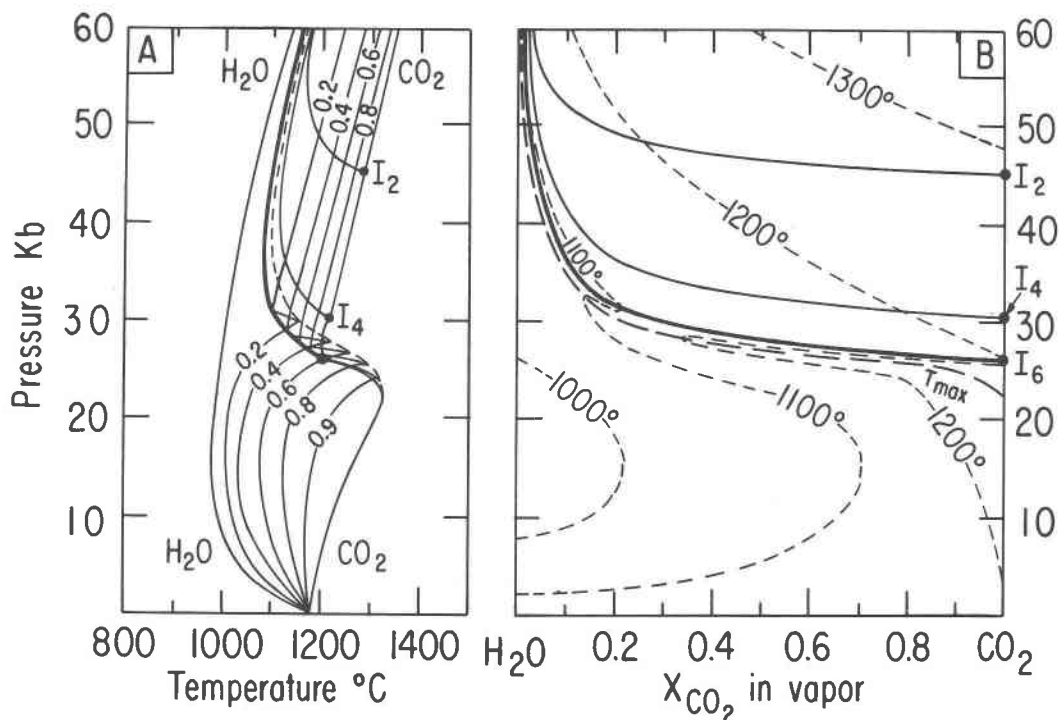 A
B
60
50
40
30
20
10
Pressure Kb
H₂O
CO₂
0.2
0.4
0.6
0.8
I₂
I₄
0.2
0.4
0.6
0.8
0.9
H₂O
CO₂
800 1000 1200 1400
Temperature °C
1300°
1200°
1100°
1000°
1100°
1200°
Tmax
60
50
I₂
40
I₄
30
I₆
20
10
H₂O 0.2 0.4 0.6 0.8 CO₂
XCO₂ in vapor